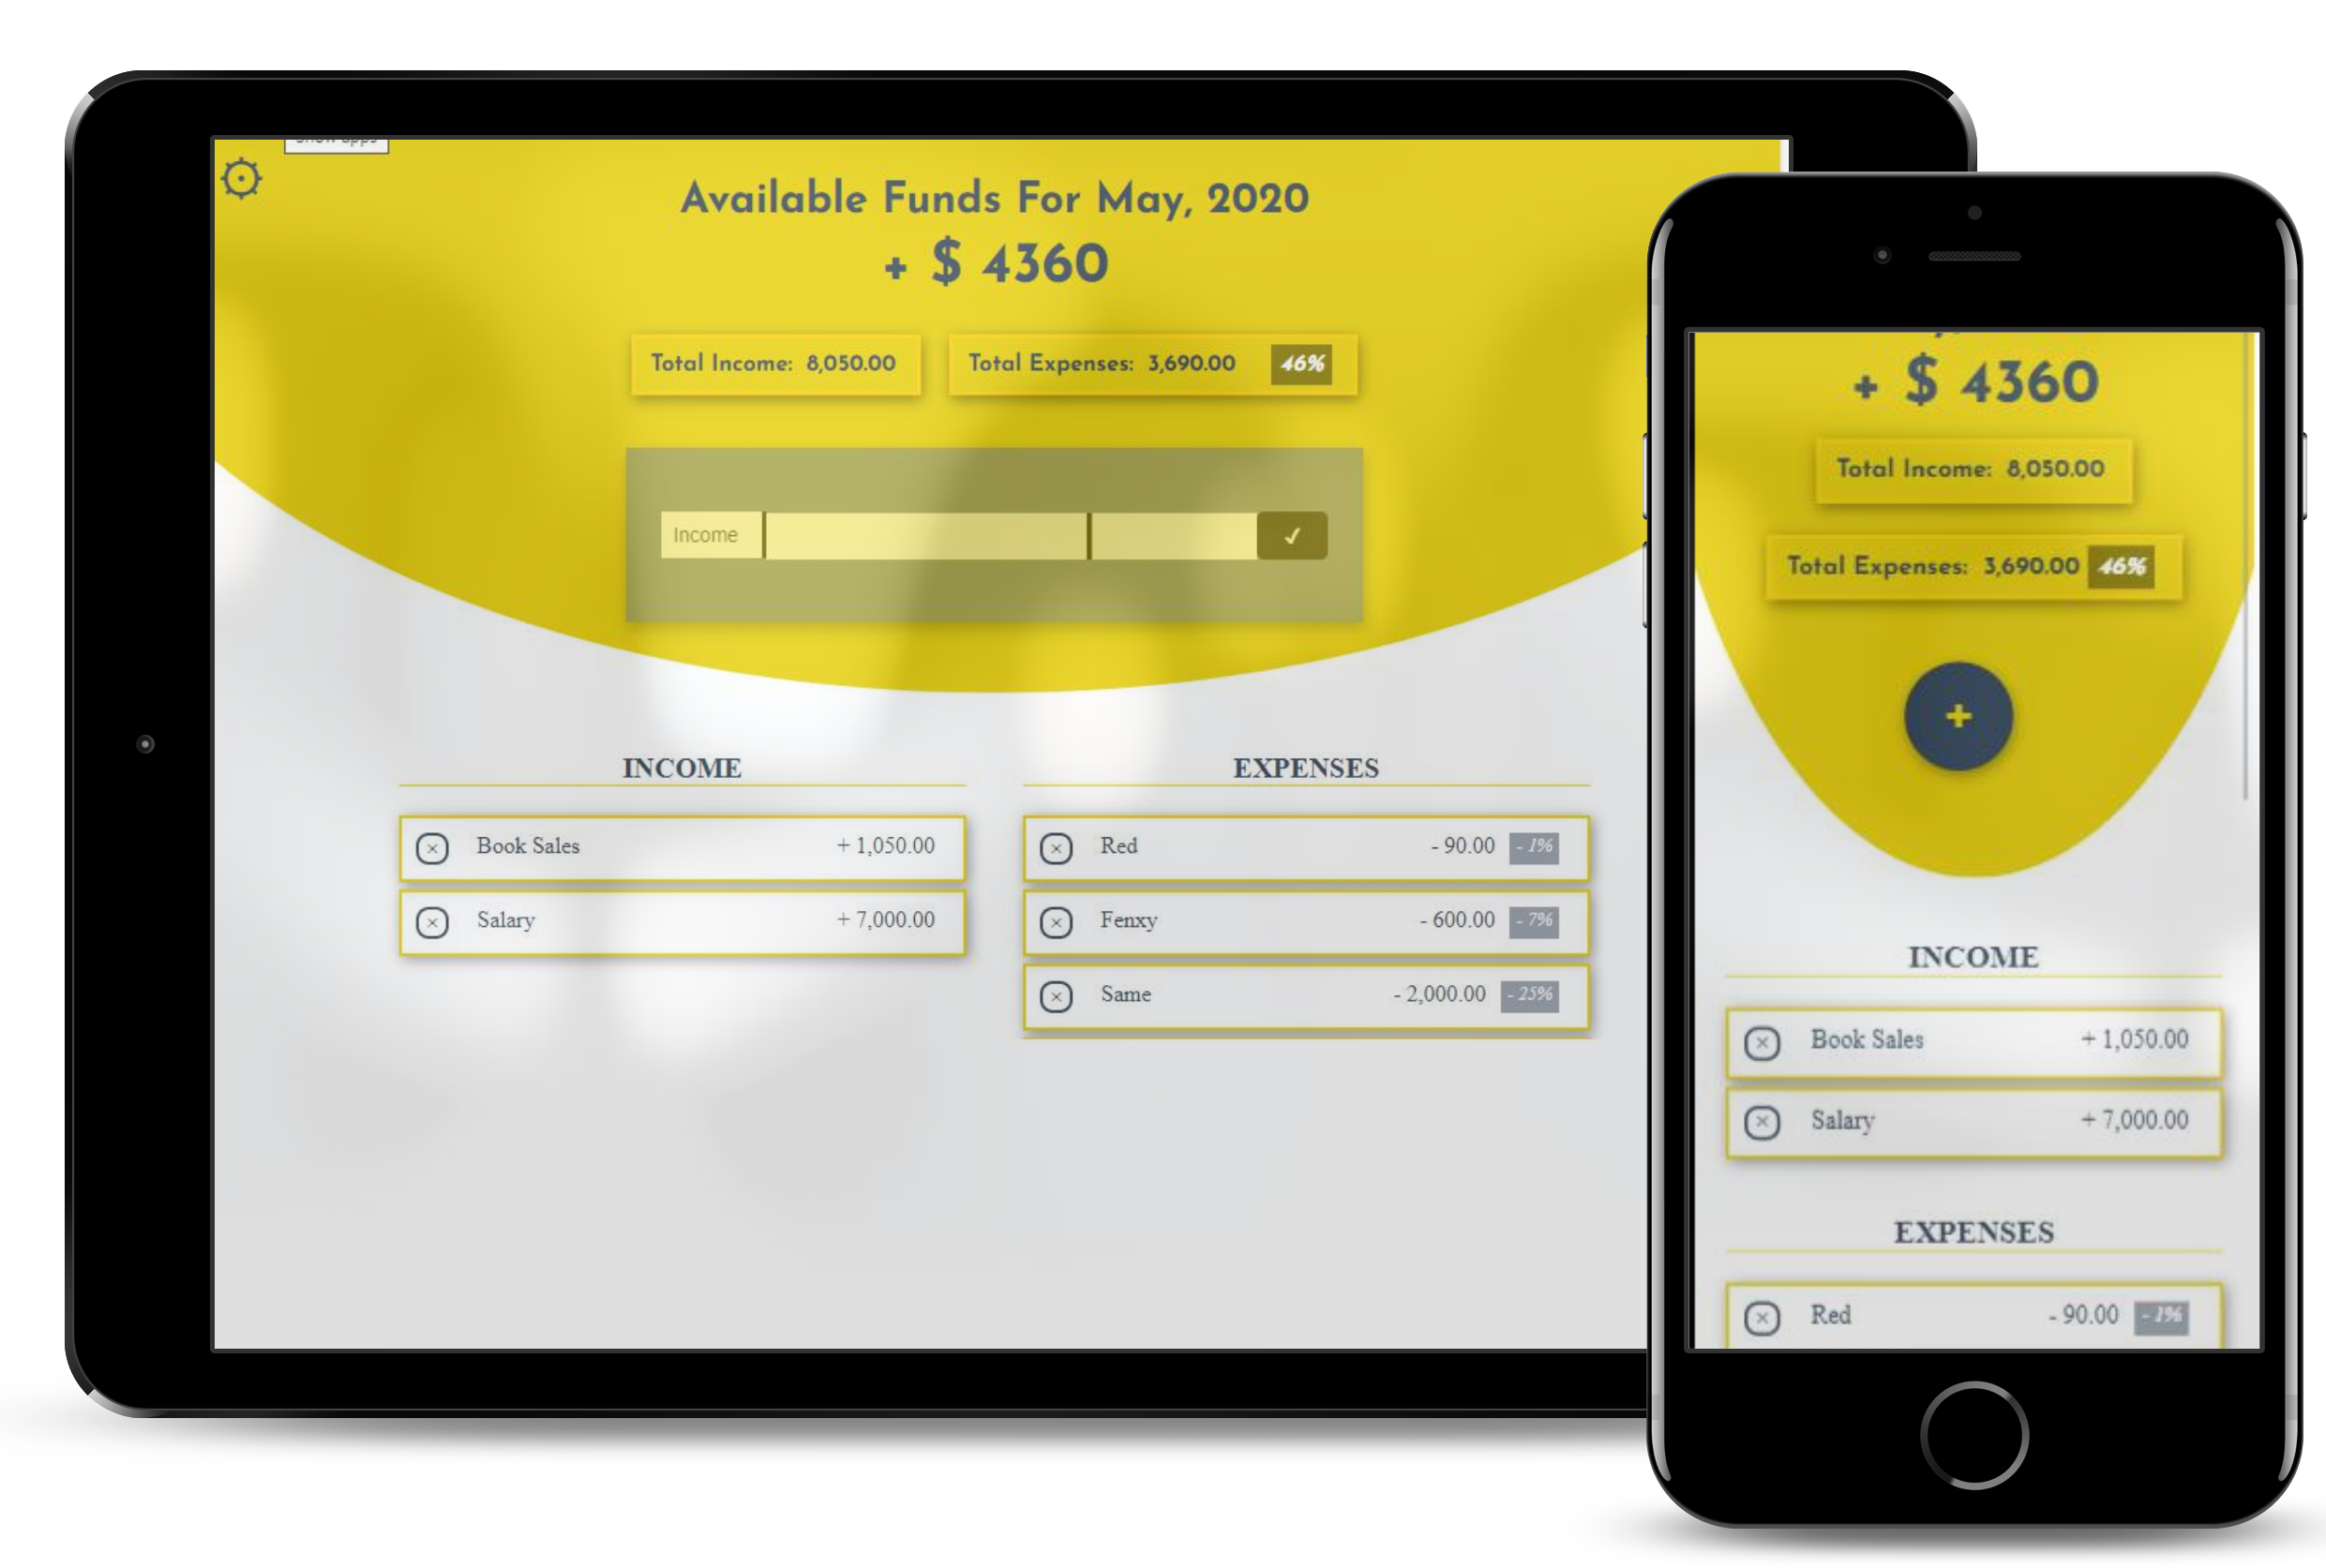 Show apps
Available Funds For May, 2020
+ $ 4360
Total Income: 8,050.00
Total Expenses: 3,690.00 46%
Income ✓
INCOME
Book Sales + 1,050.00
Salary + 7,000.00
EXPENSES
Red - 90.00 - 1%
Fenxy - 600.00 - 7%
Same - 2,000.00 - 25%
+ $ 4360
Total Income: 8,050.00
Total Expenses: 3,690.00 46%
+
INCOME
Book Sales + 1,050.00
Salary + 7,000.00
EXPENSES
Red - 90.00 - 1%